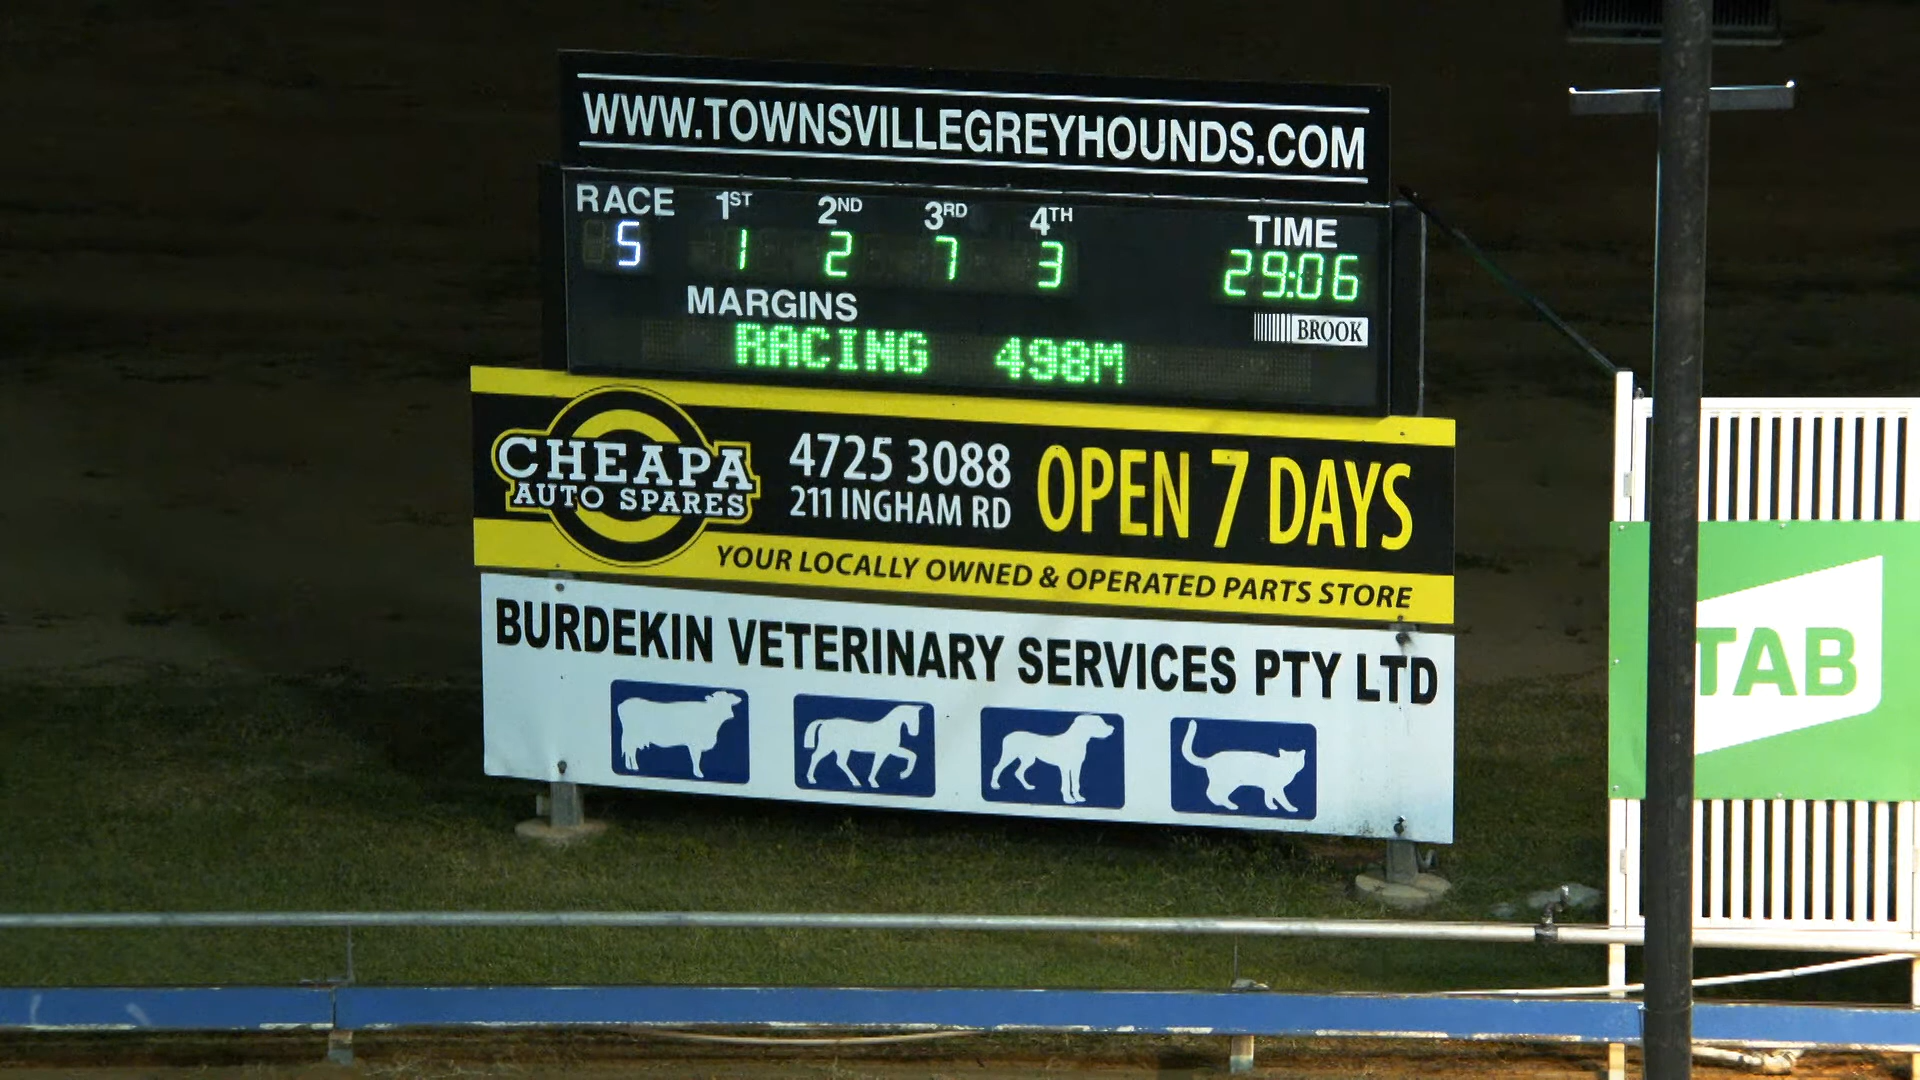 WWW.TOWNSVILLEGREYHOUNDS.COM
RACE 1ST 2ND 3RD 4TH TIME
5 1 2 7 3 29:06
MARGINS
BROOK
RACING 498M
CHEAPA
AUTO SPARES
4725 3088
211 INGHAM RD
OPEN 7 DAYS
YOUR LOCALLY OWNED & OPERATED PARTS STORE
BURDEKIN VETERINARY SERVICES PTY LTD
TAB